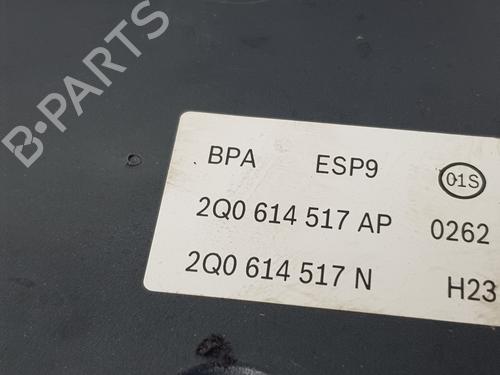 B-PARTS
BPA ESP9 01S
2Q0 614 517 AP 0262
2Q0 614 517 N H23